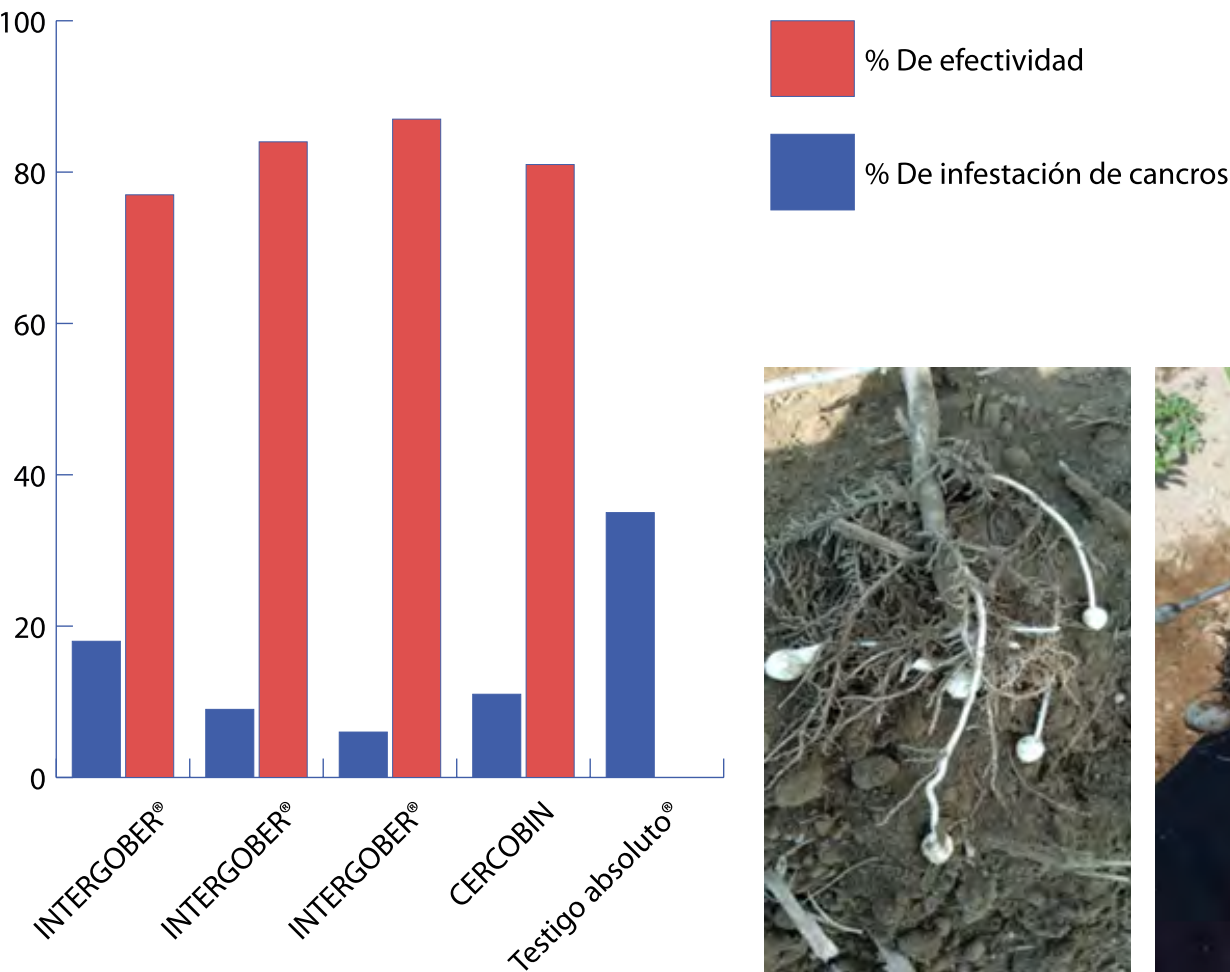 100
80
60
40
20
0
INTERGOBER®
INTERGOBER®
INTERGOBER®
CERCOBIN
Testigo absoluto®
% De efectividad
% De infestación de cancros